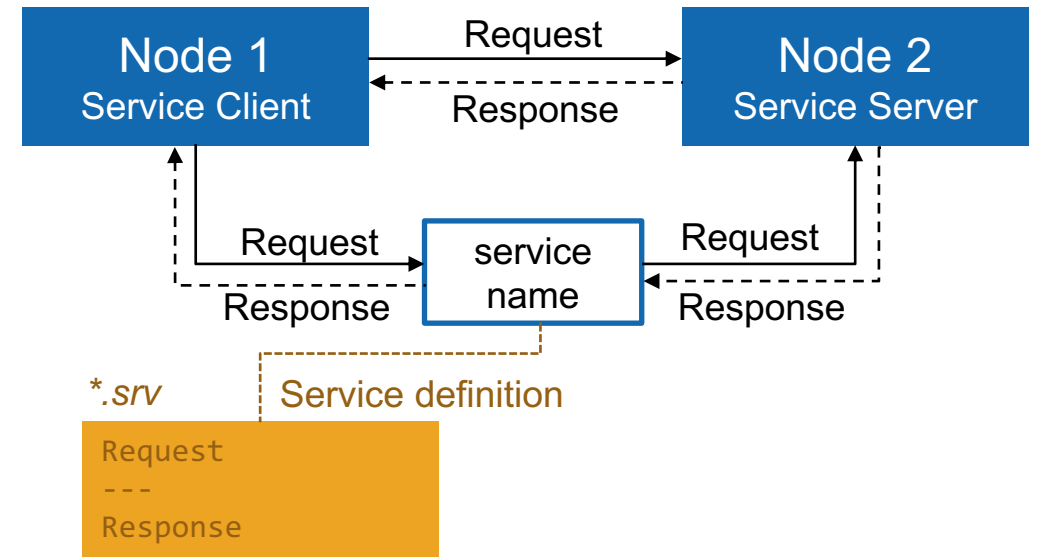 Node 1
Service Client
Request
Response
Node 2
Service Server
Request
Response
service
name
Request
Response
*.srv
Service definition
Request
---
Response